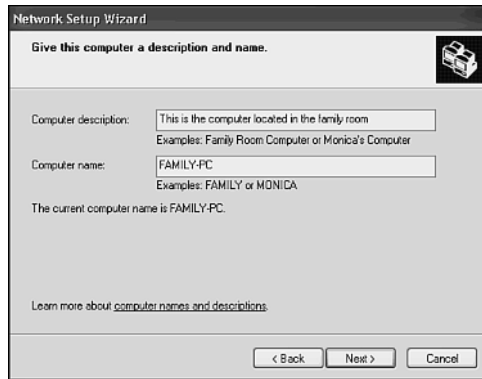 Network Setup Wizard
Give this computer a description and name.
Computer description:
This is the computer located in the family room
Examples: Family Room Computer or Monica's Computer
Computer name:
FAMILY-PC
Examples: FAMILY or MONICA
The current computer name is FAMILY-PC.
Learn more about computer names and descriptions.
< Back
Next >
Cancel